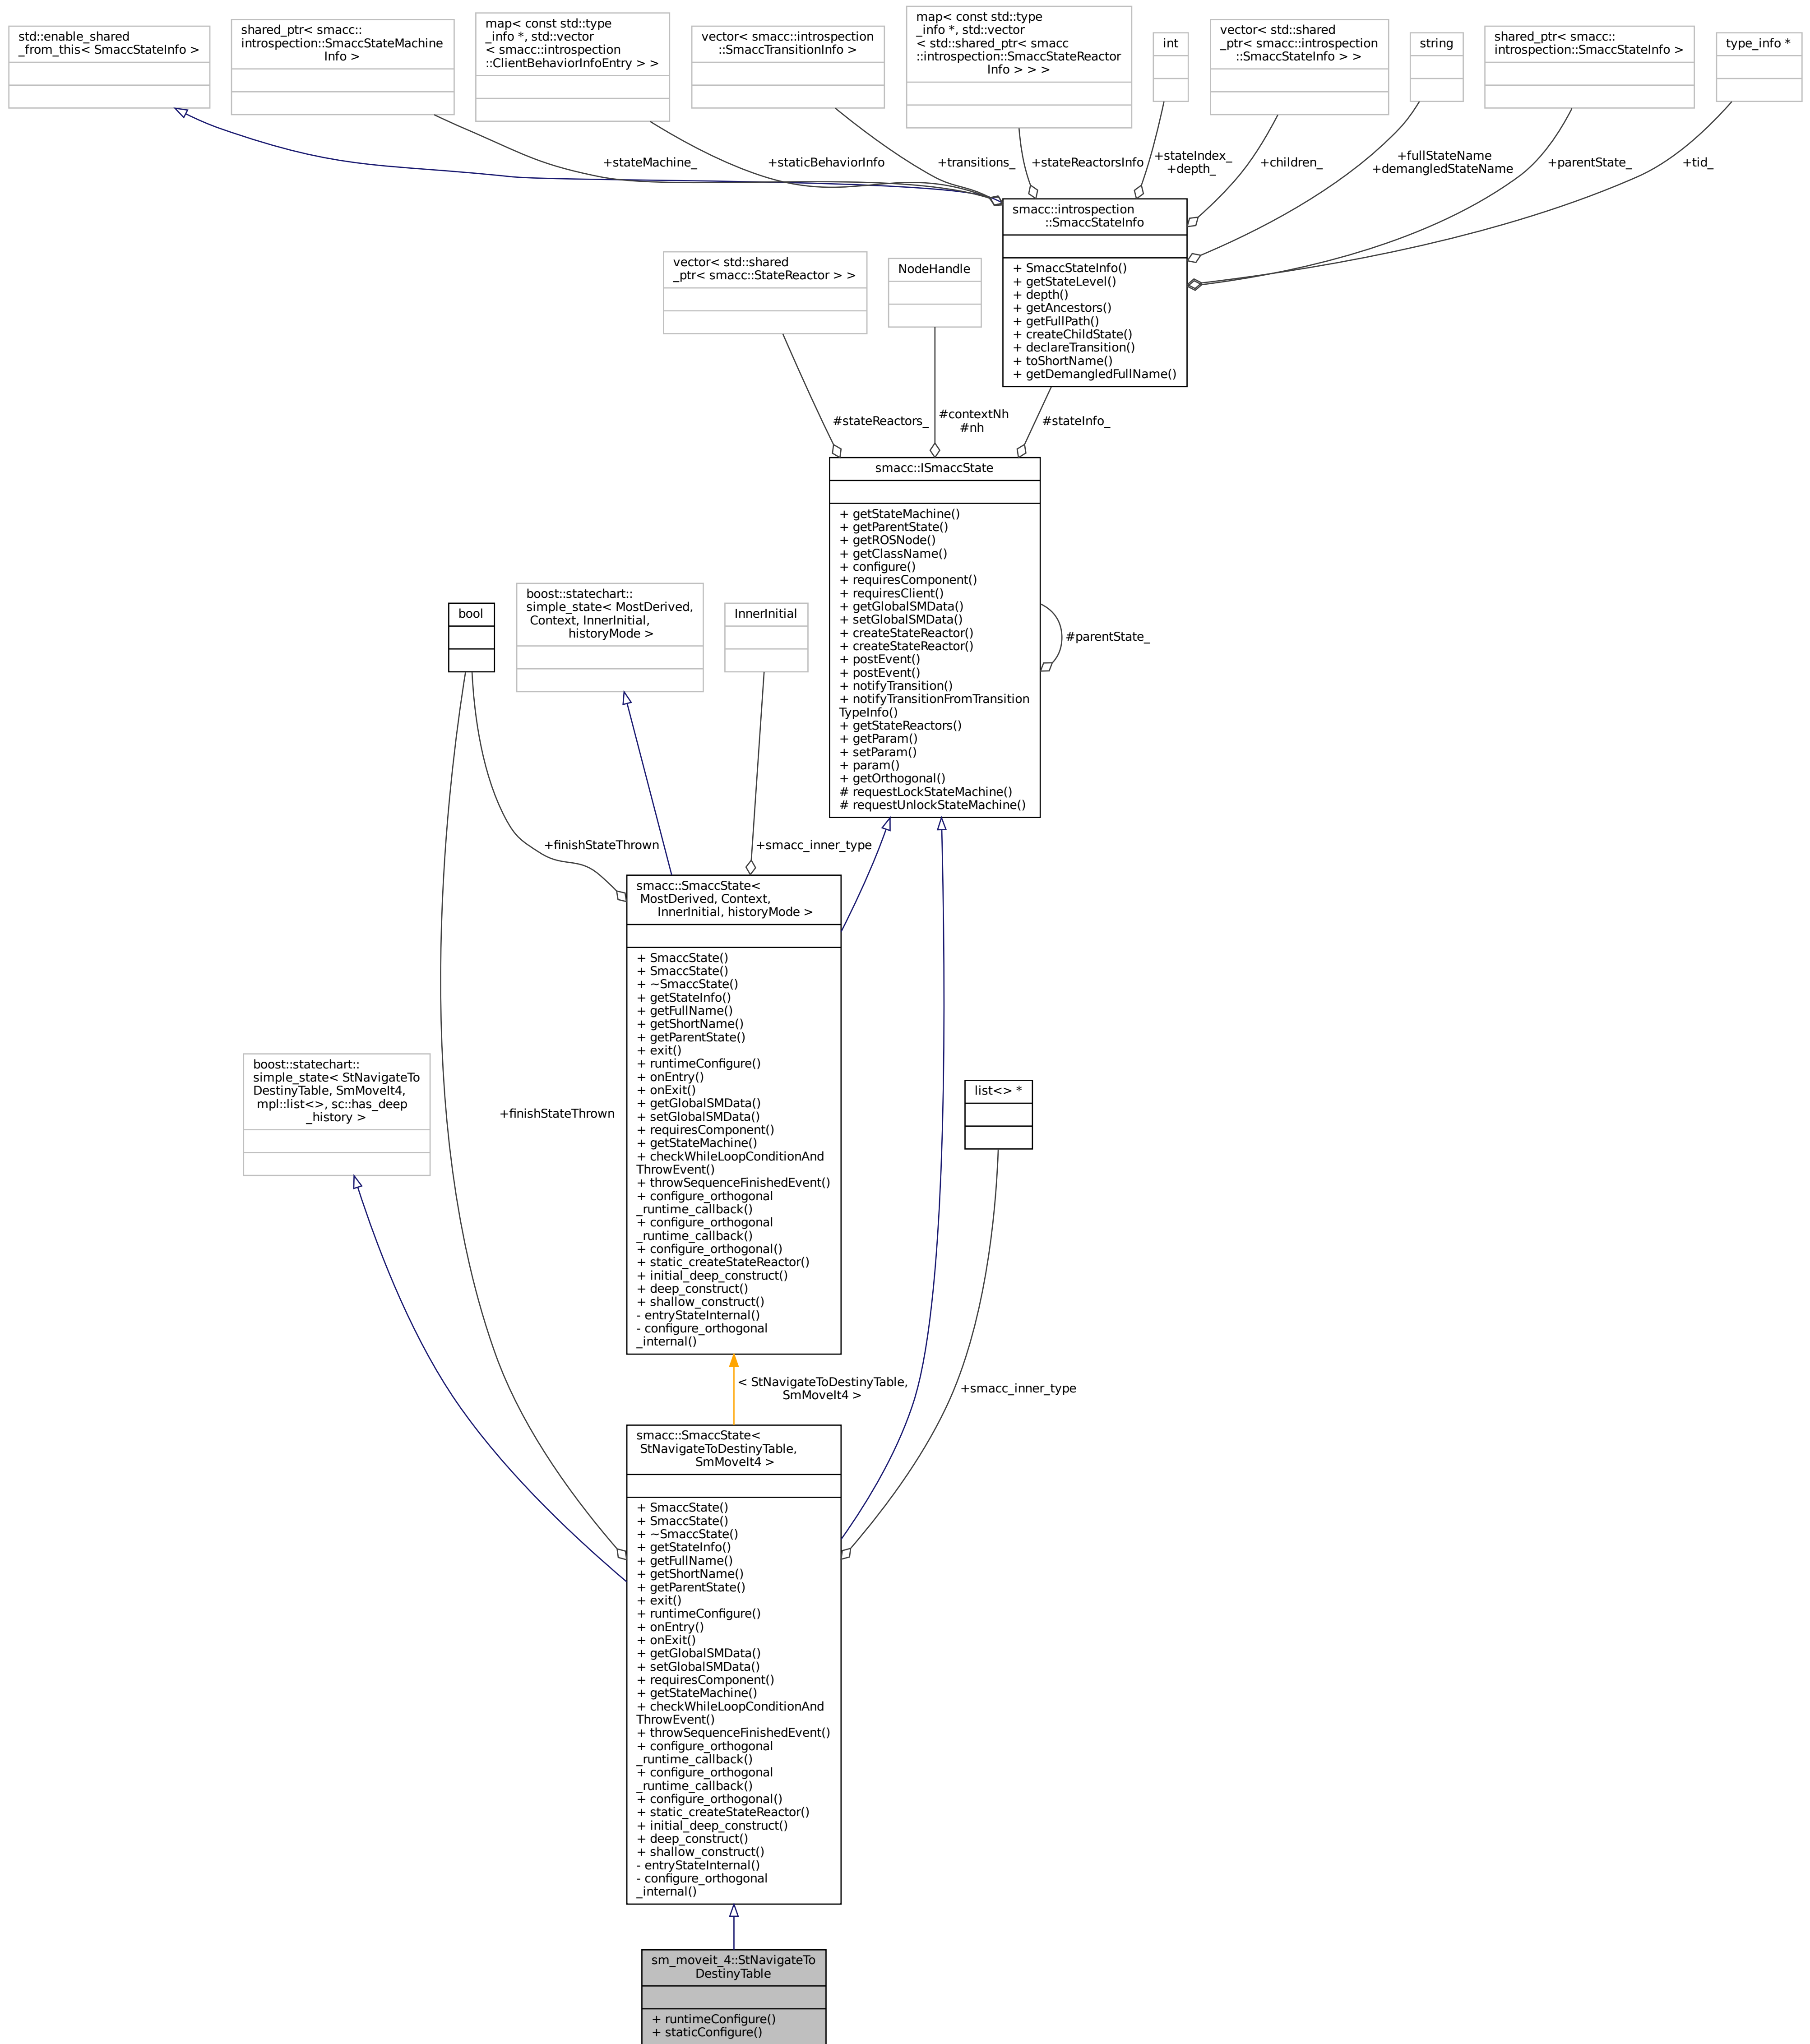 std::enable_shared
_from_this< SmaccStateInfo >
shared_ptr< smacc::
introspection::SmaccStateMachine
Info >
map< const std::type
_info *, std::vector
< smacc::introspection
::ClientBehaviorInfoEntry > >
vector< smacc::introspection
::SmaccTransitionInfo >
map< const std::type
_info *, std::vector
< std::shared_ptr< smacc
::introspection::SmaccStateReactor
Info > > >
int
vector< std::shared
_ptr< smacc::introspection
::SmaccStateInfo > >
string
shared_ptr< smacc::
introspection::SmaccStateInfo >
type_info *
+stateMachine_
+staticBehaviorInfo
+transitions_
+stateReactorsInfo
+stateIndex_
+depth_
+children_
+fullStateName
+demangledStateName
+parentState_
+tid_
smacc::introspection
::SmaccStateInfo
+ SmaccStateInfo()
+ getStateLevel()
+ depth()
+ getAncestors()
+ getFullPath()
+ createChildState()
+ declareTransition()
+ toShortName()
+ getDemangledFullName()
vector< std::shared
_ptr< smacc::StateReactor > >
NodeHandle
#stateReactors_
#contextNh
#nh
#stateInfo_
smacc::ISmaccState
+ getStateMachine()
+ getParentState()
+ getROSNode()
+ getClassName()
+ configure()
+ requiresComponent()
+ requiresClient()
+ getGlobalSMData()
+ setGlobalSMData()
+ createStateReactor()
+ createStateReactor()
+ postEvent()
+ postEvent()
+ notifyTransition()
+ notifyTransitionFromTransition
TypeInfo()
+ getStateReactors()
+ getParam()
+ setParam()
+ param()
+ getOrthogonal()
# requestLockStateMachine()
# requestUnlockStateMachine()
#parentState_
bool
boost::statechart::
simple_state< MostDerived,
Context, InnerInitial,
historyMode >
InnerInitial
+finishStateThrown
+smacc_inner_type
smacc::SmaccState<
MostDerived, Context,
InnerInitial, historyMode >
+ SmaccState()
+ SmaccState()
+ ~SmaccState()
+ getStateInfo()
+ getFullName()
+ getShortName()
+ getParentState()
+ exit()
+ runtimeConfigure()
+ onEntry()
+ onExit()
+ getGlobalSMData()
+ setGlobalSMData()
+ requiresComponent()
+ getStateMachine()
+ checkWhileLoopConditionAnd
ThrowEvent()
+ throwSequenceFinishedEvent()
+ configure_orthogonal
_runtime_callback()
+ configure_orthogonal
_runtime_callback()
+ configure_orthogonal()
+ static_createStateReactor()
+ initial_deep_construct()
+ deep_construct()
+ shallow_construct()
- entryStateInternal()
- configure_orthogonal
_internal()
boost::statechart::
simple_state< StNavigateTo
DestinyTable, SmMoveIt4,
mpl::list<>, sc::has_deep
_history >
+finishStateThrown
list<> *
< StNavigateToDestinyTable,
SmMoveIt4 >
+smacc_inner_type
smacc::SmaccState<
StNavigateToDestinyTable,
SmMoveIt4 >
+ SmaccState()
+ SmaccState()
+ ~SmaccState()
+ getStateInfo()
+ getFullName()
+ getShortName()
+ getParentState()
+ exit()
+ runtimeConfigure()
+ onEntry()
+ onExit()
+ getGlobalSMData()
+ setGlobalSMData()
+ requiresComponent()
+ getStateMachine()
+ checkWhileLoopConditionAnd
ThrowEvent()
+ throwSequenceFinishedEvent()
+ configure_orthogonal
_runtime_callback()
+ configure_orthogonal
_runtime_callback()
+ configure_orthogonal()
+ static_createStateReactor()
+ initial_deep_construct()
+ deep_construct()
+ shallow_construct()
- entryStateInternal()
- configure_orthogonal
_internal()
sm_moveit_4::StNavigateTo
DestinyTable
+ runtimeConfigure()
+ staticConfigure()